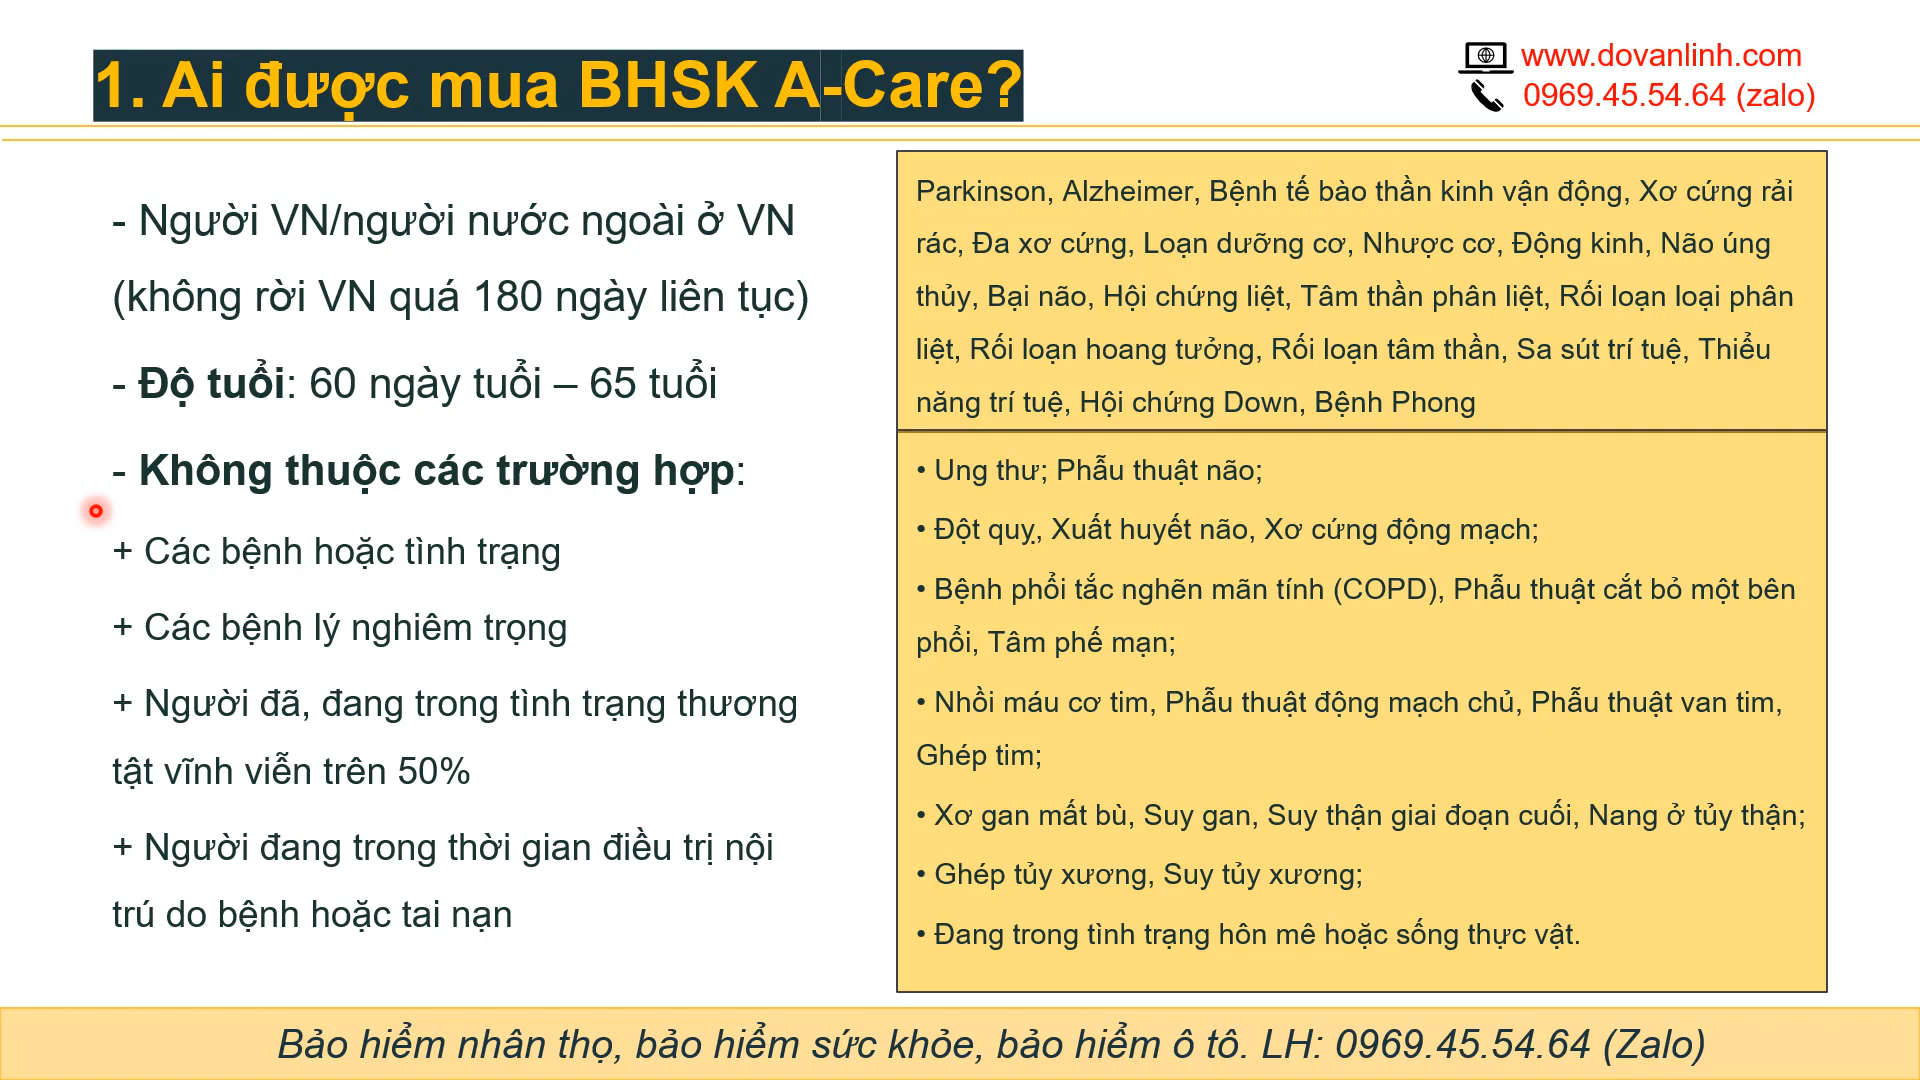 1. Ai được mua BHSK A-Care?
www.dovanlinh.com
0969.45.54.64 (zalo)
- Người VN/người nước ngoài ở VN
(không rời VN quá 180 ngày liên tục)
- Độ tuổi: 60 ngày tuổi – 65 tuổi
- Không thuộc các trường hợp:
+ Các bệnh hoặc tình trạng
+ Các bệnh lý nghiêm trọng
+ Người đã, đang trong tình trạng thương
tật vĩnh viễn trên 50%
+ Người đang trong thời gian điều trị nội
trú do bệnh hoặc tai nạn
Parkinson, Alzheimer, Bệnh tế bào thần kinh vận động, Xơ cứng rải
rác, Đa xơ cứng, Loạn dưỡng cơ, Nhược cơ, Động kinh, Não úng
thủy, Bại não, Hội chứng liệt, Tâm thần phân liệt, Rối loạn loại phân
liệt, Rối loạn hoang tưởng, Rối loạn tâm thần, Sa sút trí tuệ, Thiểu
năng trí tuệ, Hội chứng Down, Bệnh Phong
• Ung thư; Phẫu thuật não;
• Đột quỵ, Xuất huyết não, Xơ cứng động mạch;
• Bệnh phổi tắc nghẽn mãn tính (COPD), Phẫu thuật cắt bỏ một bên
phổi, Tâm phế mạn;
• Nhồi máu cơ tim, Phẫu thuật động mạch chủ, Phẫu thuật van tim,
Ghép tim;
• Xơ gan mất bù, Suy gan, Suy thận giai đoạn cuối, Nang ở tủy thận;
• Ghép tủy xương, Suy tủy xương;
• Đang trong tình trạng hôn mê hoặc sống thực vật.
Bảo hiểm nhân thọ, bảo hiểm sức khỏe, bảo hiểm ô tô. LH: 0969.45.54.64 (Zalo)